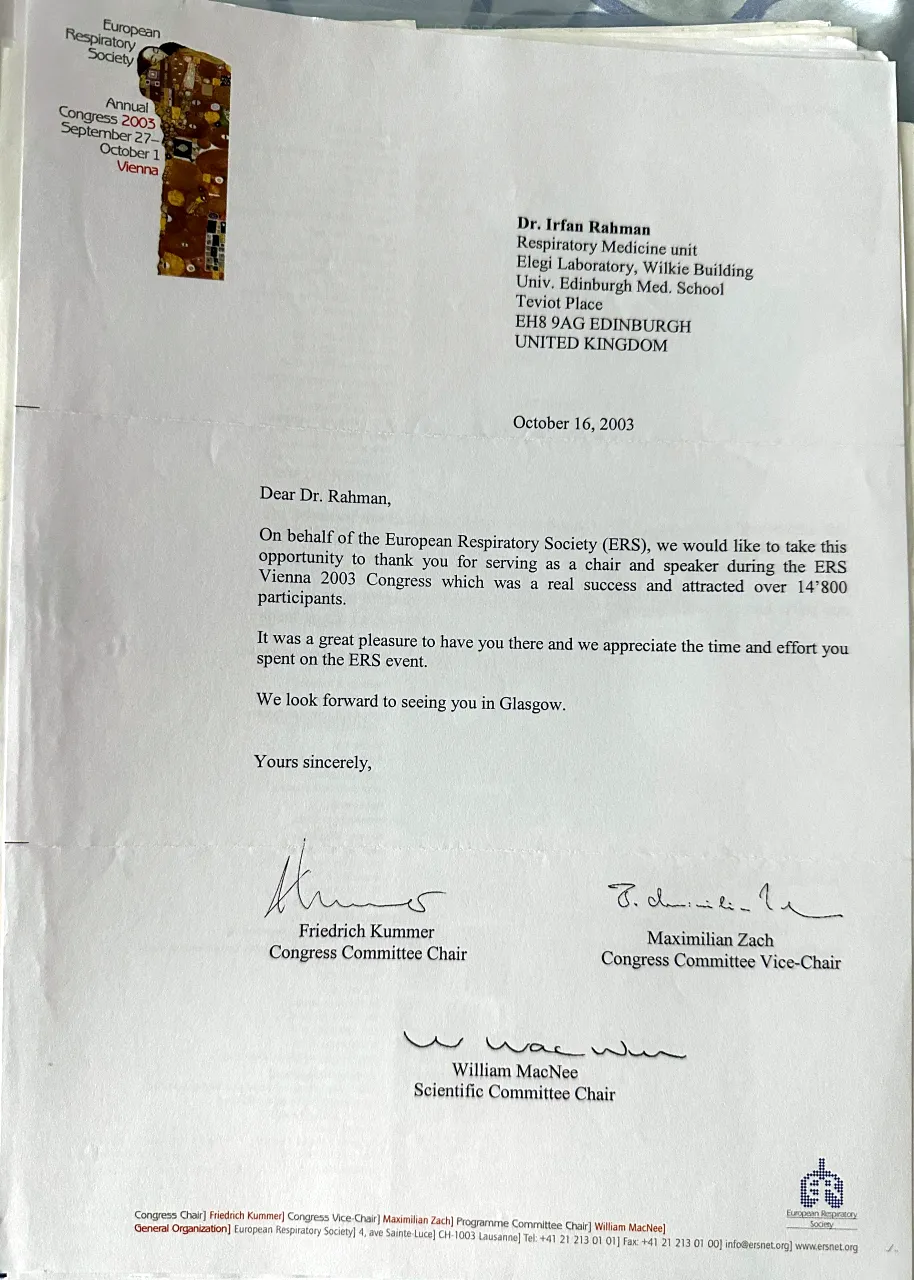 European
Respiratory
Society
Annual
Congress 2003
September 27–
October 1
Vienna
Dr. Irfan Rahman
Respiratory Medicine unit
Elegi Laboratory, Wilkie Building
Univ. Edinburgh Med. School
Teviot Place
EH8 9AG EDINBURGH
UNITED KINGDOM
October 16, 2003
Dear Dr. Rahman,
On behalf of the European Respiratory Society (ERS), we would like to take this
opportunity to thank you for serving as a chair and speaker during the ERS
Vienna 2003 Congress which was a real success and attracted over 14’800
participants.
It was a great pleasure to have you there and we appreciate the time and effort you
spent on the ERS event.
We look forward to seeing you in Glasgow.
Yours sincerely,
Friedrich Kummer
Congress Committee Chair
Maximilian Zach
Congress Committee Vice-Chair
W MacNee
William MacNee
Scientific Committee Chair
ERS
European Respiratory
Society
Congress Chair] Friedrich Kummer] Congress Vice-Chair] Maximilian Zach] Programme Committee Chair] William MacNee]
General Organization] European Respiratory Society] 4, ave Sainte-Luce] CH-1003 Lausanne] Tel: +41 21 213 01 01] Fax: +41 21 213 01 00] info@ersnet.org] www.ersnet.org